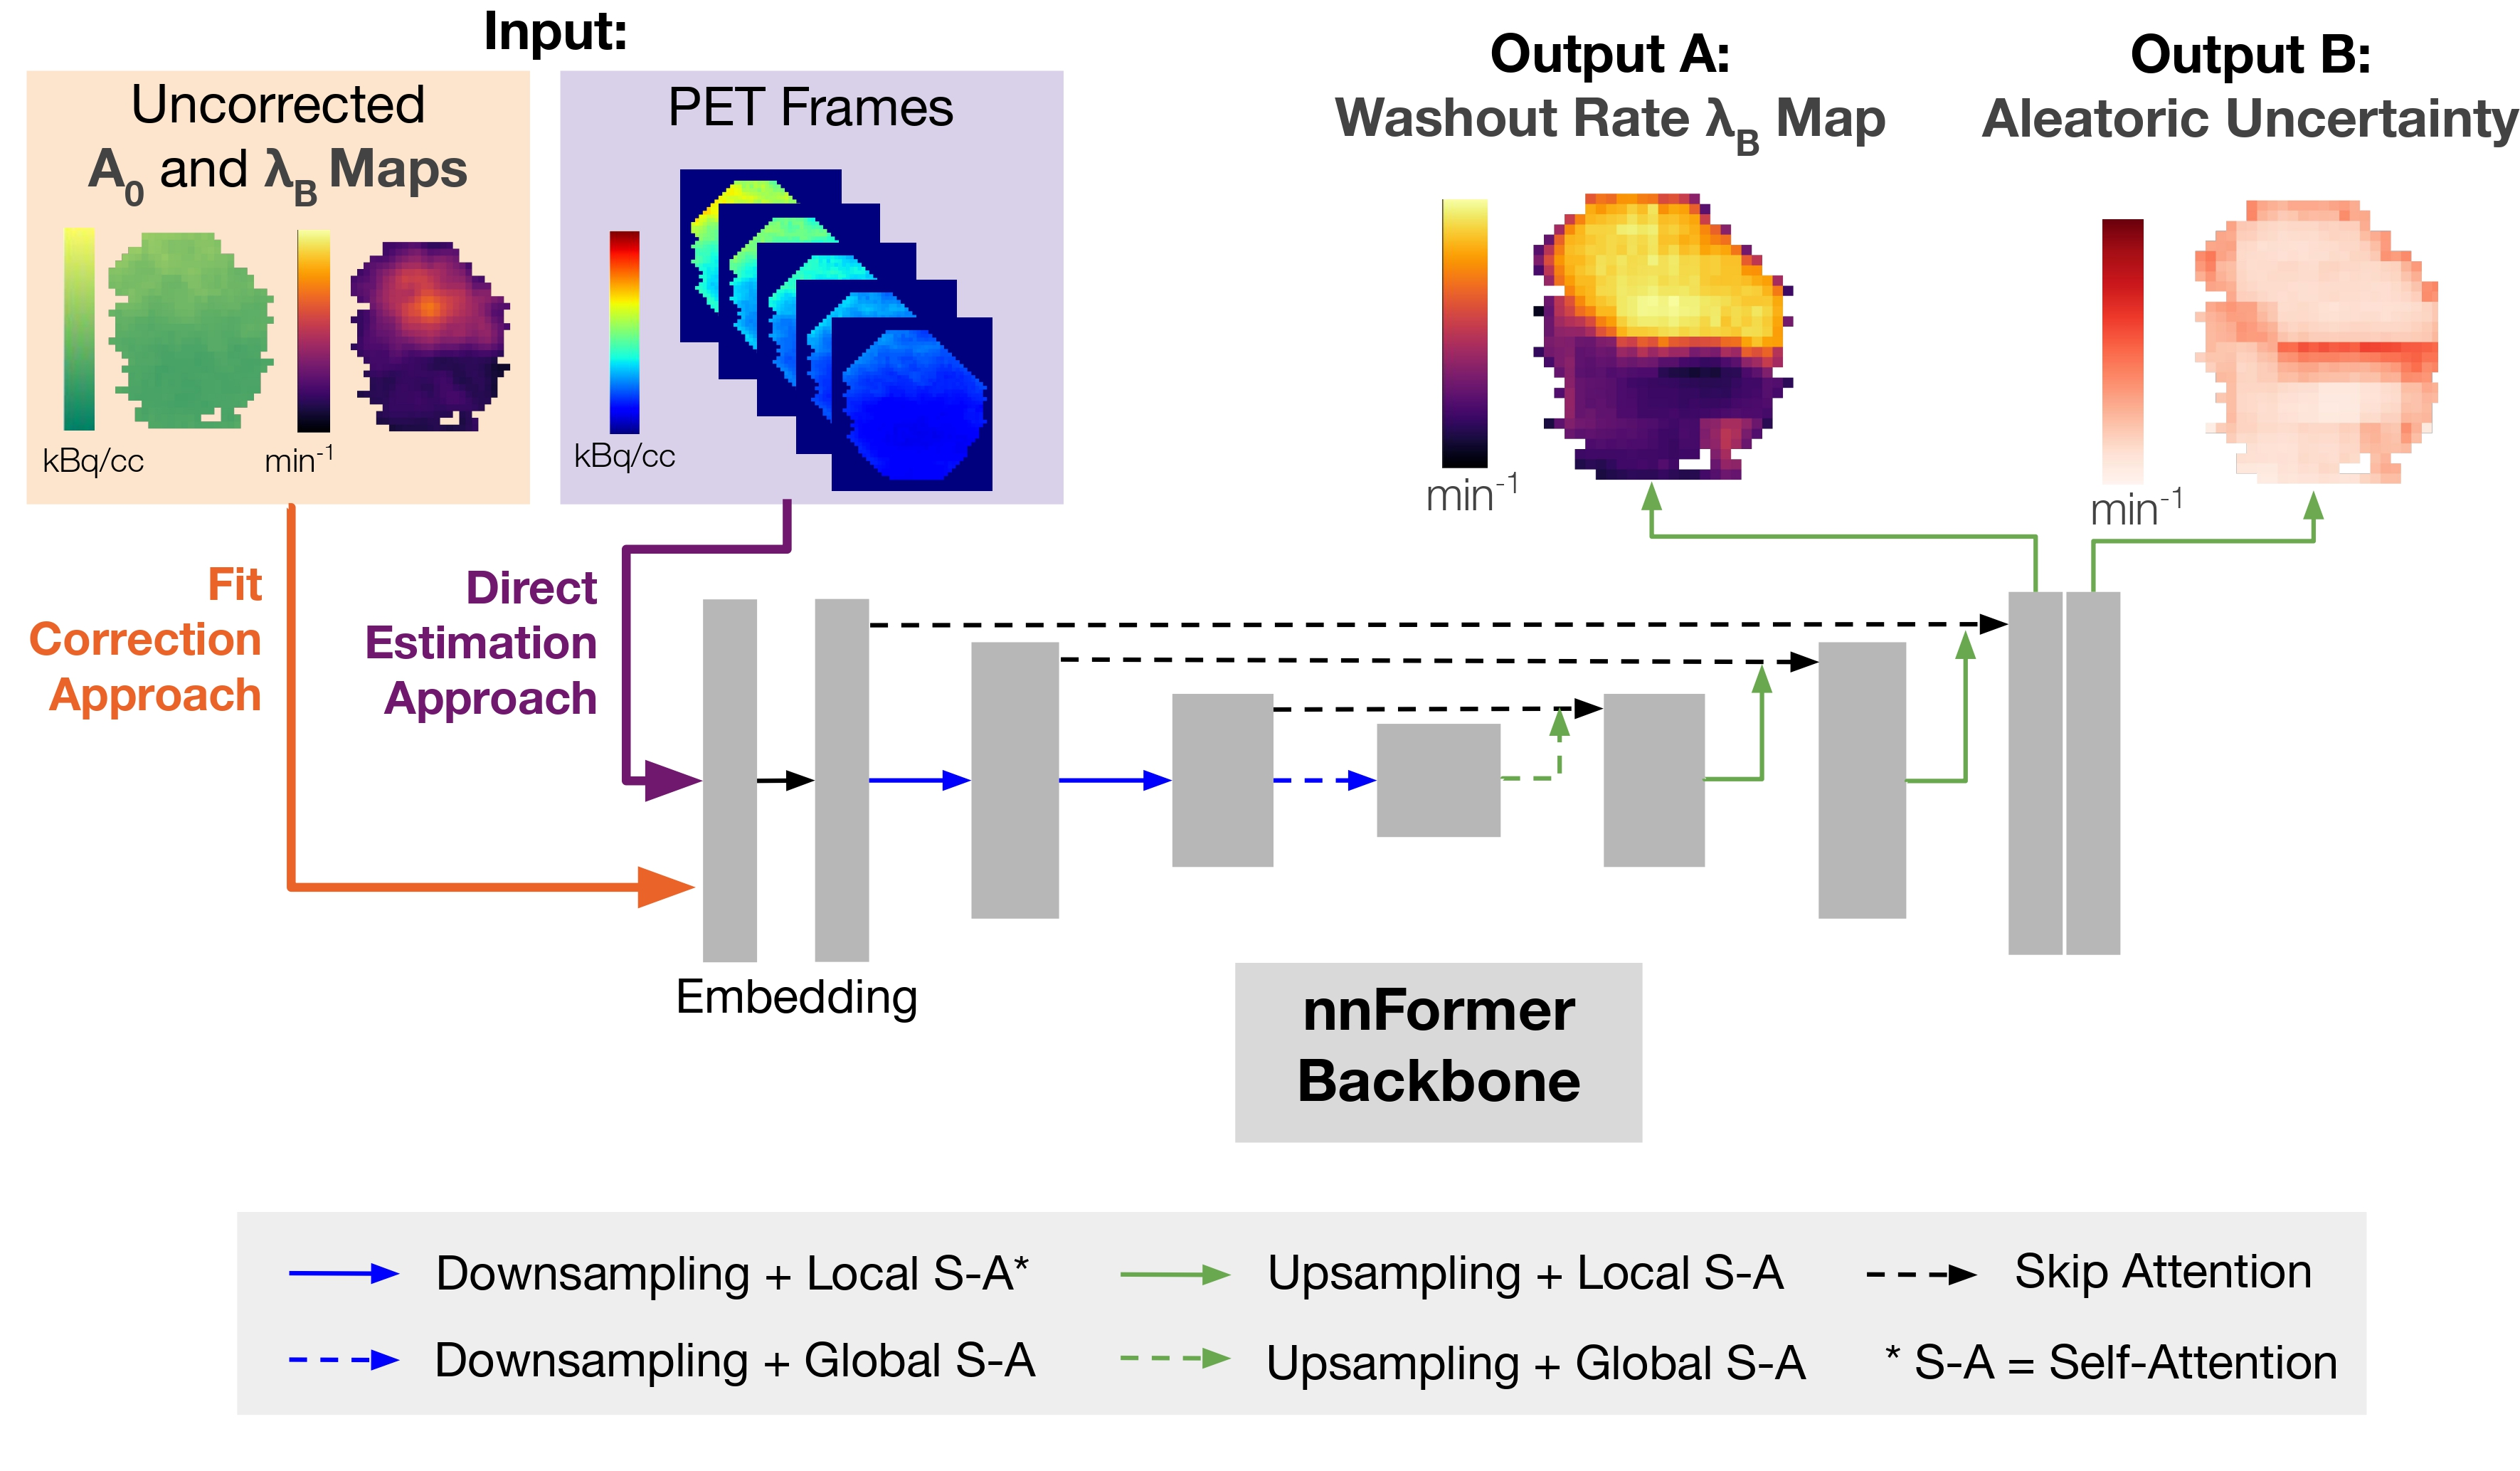 Input:
Uncorrected
A0 and λB Maps
kBq/cc
min-1
PET Frames
kBq/cc
Output A:
Washout Rate λB Map
min-1
Output B:
Aleatoric Uncertainty
min-1
Fit
Correction
Approach
Direct
Estimation
Approach
Embedding
nnFormer
Backbone
Downsampling + Local S-A*
Upsampling + Local S-A
Skip Attention
Downsampling + Global S-A
Upsampling + Global S-A
* S-A = Self-Attention